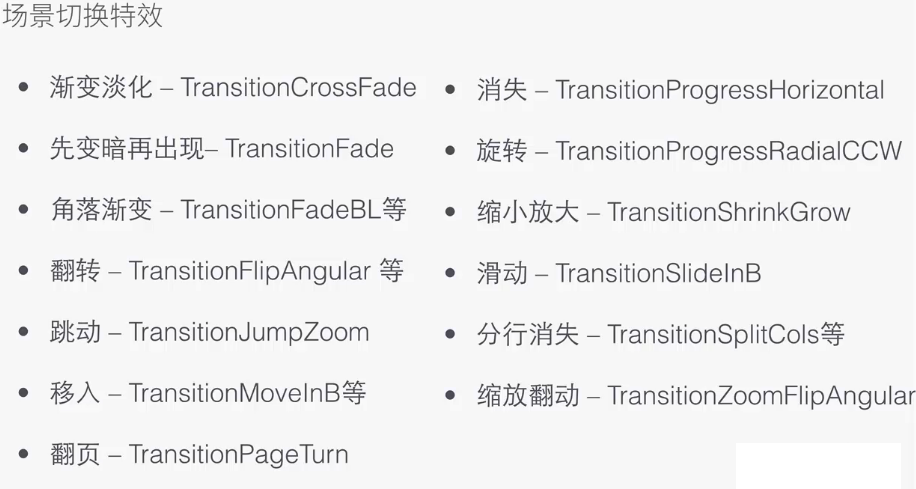 场景切换特效
渐变淡化 – TransitionCrossFade
先变暗再出现– TransitionFade
角落渐变 – TransitionFadeBL等
翻转 – TransitionFlipAngular 等
跳动 – TransitionJumpZoom
移入 – TransitionMoveInB等
翻页 – TransitionPageTurn
消失 – TransitionProgressHorizontal
旋转 – TransitionProgressRadialCCW
缩小放大 – TransitionShrinkGrow
滑动 – TransitionSlideInB
分行消失 – TransitionSplitCols等
缩放翻动 – TransitionZoomFlipAngular